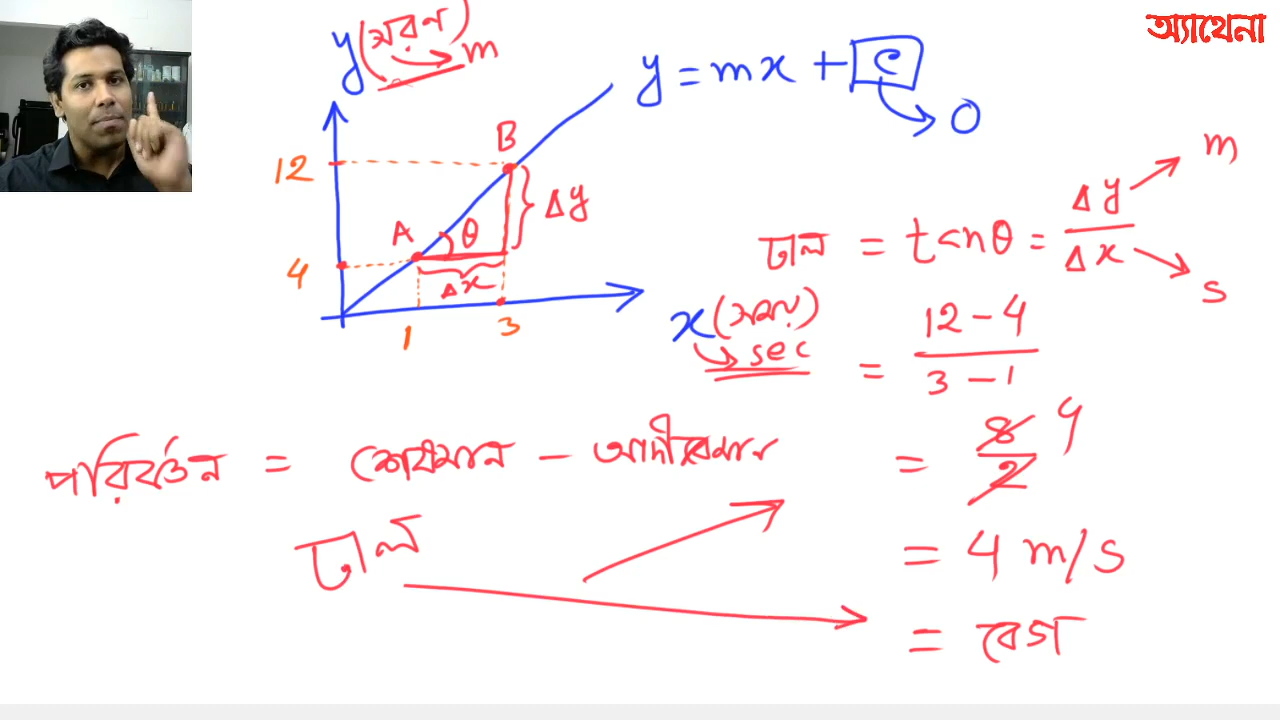 অ্যাথেনা
y (সরণ) → m
y = mx + c → 0
B
12
A θ Δy
4
Δx
1 3
x (সময়) → sec
m
ঢাল = tanθ = Δy/Δx
s
= 12 - 4 / 3 - 1
পরিবর্তন = শেষমান - আদিমান
= 8/2 4
ঢাল
= 4 m/s
= বেগ